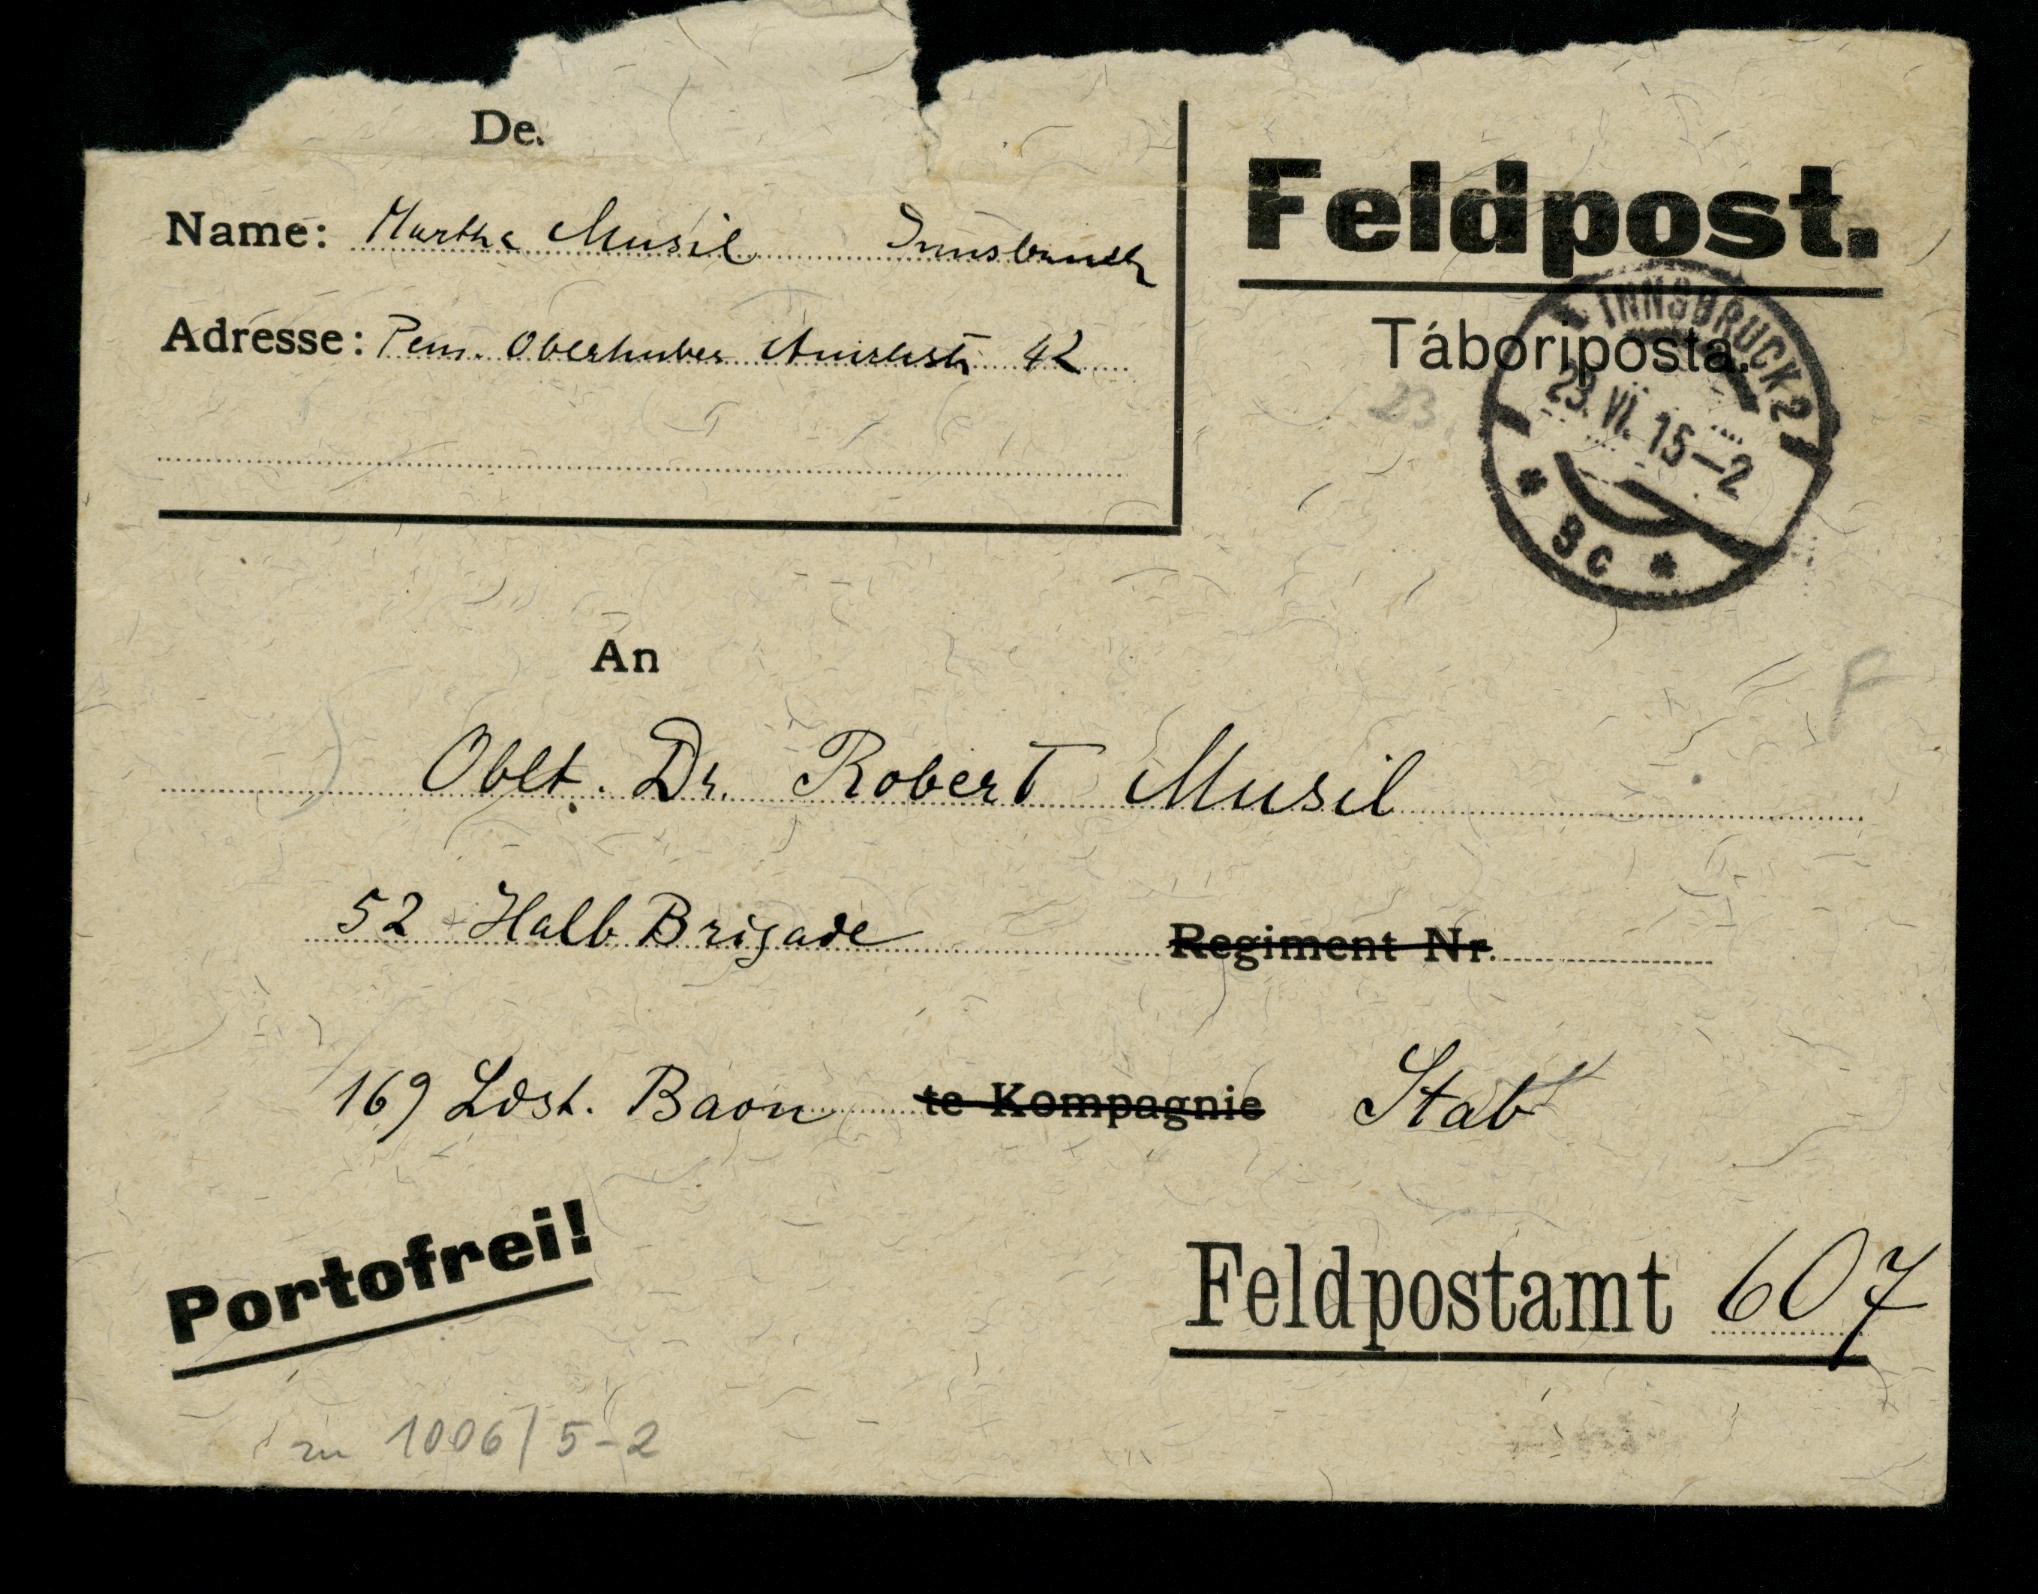 De.
Name: Martha Musil Innsbruck
Adresse: Pens. Oberhuber 42
Feldpost.
Táboriposta.
INNSBRUCK 2
23. VI. 15-2
* 9c *
23.
An
F
Oblt. Dr. Robert Musil
52 Halb Brigade Regiment Nr.
169 Ldst. Baon te Kompagnie Stab
Portofrei!
Feldpostamt 607
zu 1006/5-2